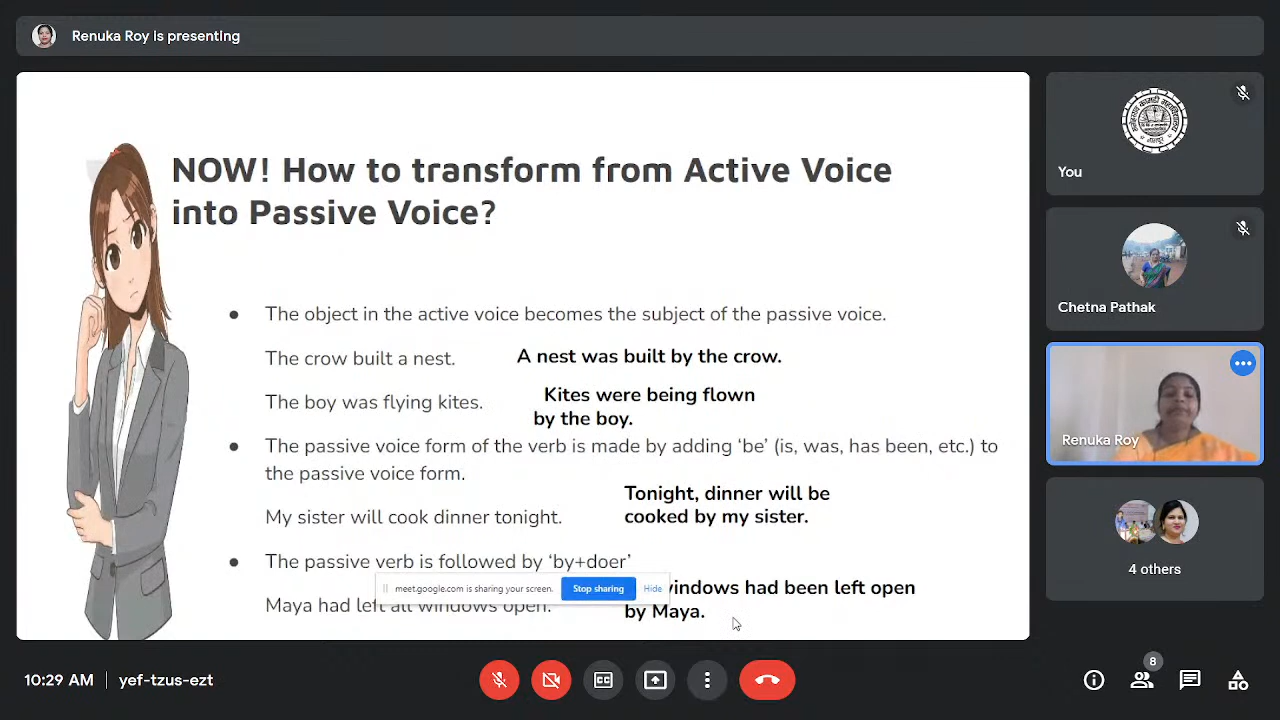 Renuka Roy is presenting
NOW! How to transform from Active Voice
into Passive Voice?
You
Chetna Pathak
Renuka Roy
4 others
● The object in the active voice becomes the subject of the passive voice.
The crow built a nest. A nest was built by the crow.
The boy was flying kites. Kites were being flown
by the boy.
● The passive voice form of the verb is made by adding ‘be’ (is, was, has been, etc.) to
the passive voice form.
My sister will cook dinner tonight. Tonight, dinner will be
cooked by my sister.
● The passive verb is followed by ‘by+doer’
meet.google.com is sharing your screen. Stop sharing Hide
windows had been left open
Maya had left all windows open. by Maya.
10:29 AM | yef-tzus-ezt
8